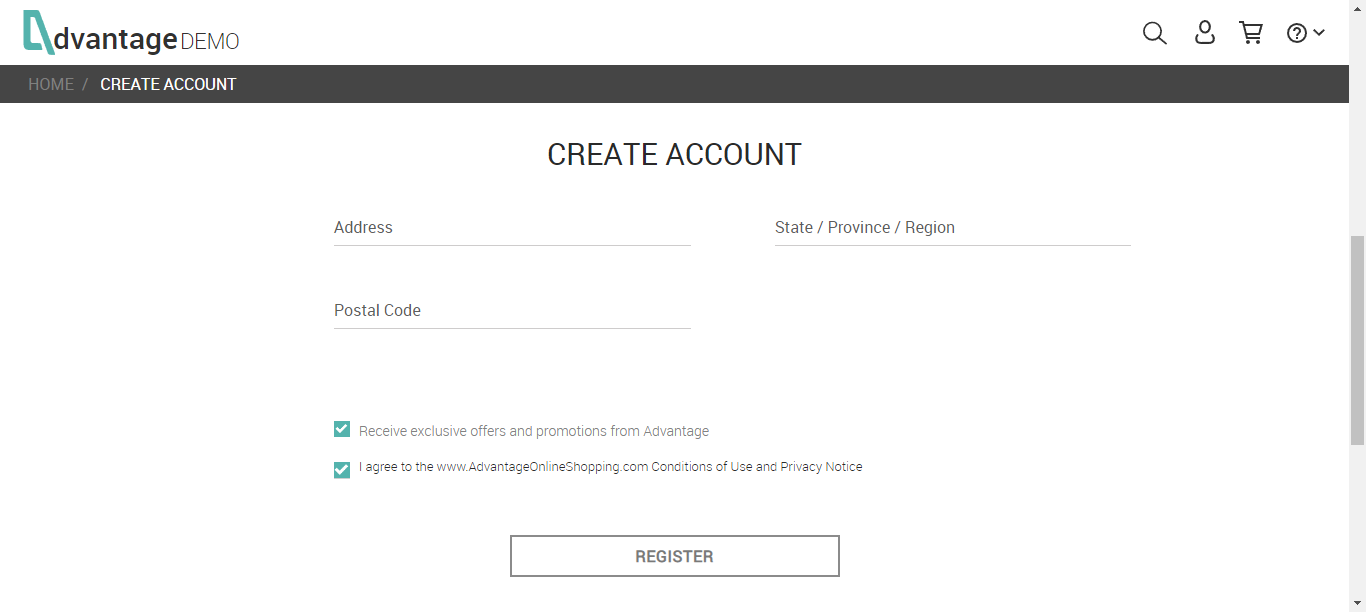 dvantage DEMO
HOME / CREATE ACCOUNT
CREATE ACCOUNT
Address
State / Province / Region
Postal Code
Receive exclusive offers and promotions from Advantage
I agree to the www.AdvantageOnlineShopping.com Conditions of Use and Privacy Notice
REGISTER